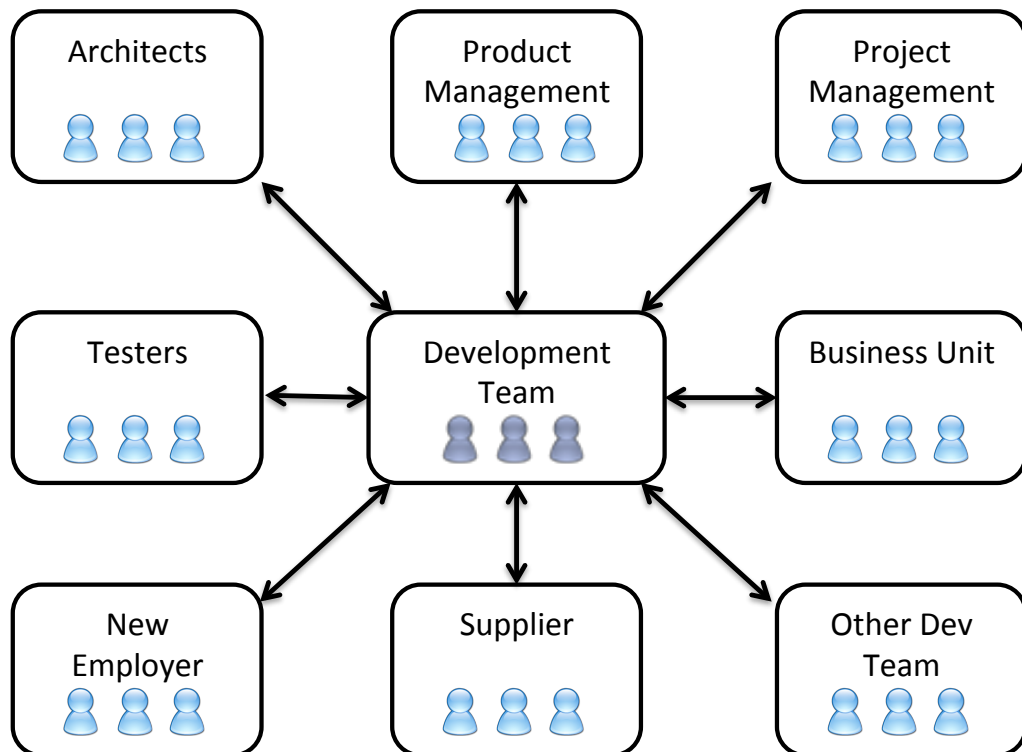 Architects
Product
Management
Project
Management
Testers
Development
Team
Business Unit
New
Employer
Supplier
Other Dev
Team